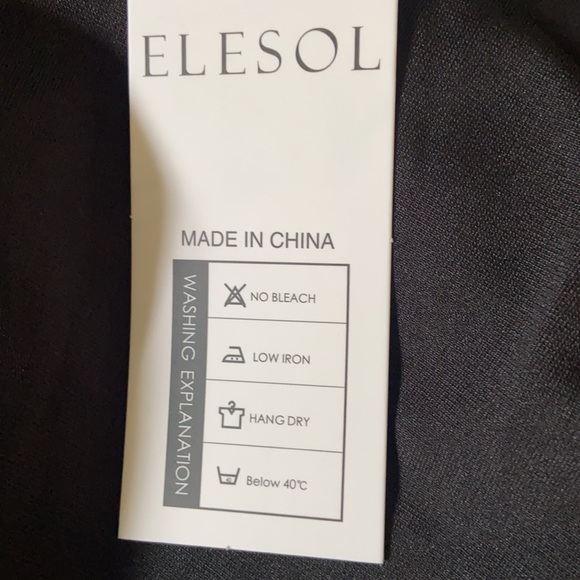 ELESOL
MADE IN CHINA
WASHING EXPLANATION
NO BLEACH
LOW IRON
HANG DRY
Below 40℃